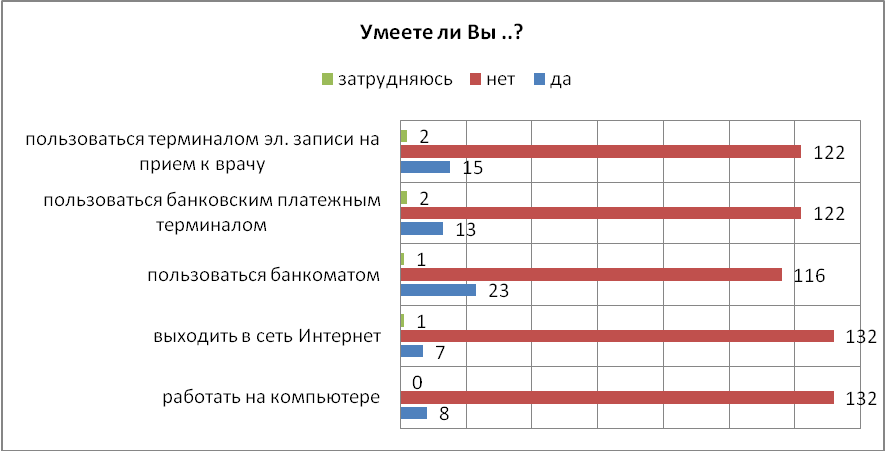 Умеете ли Вы ..?
затрудняюсь нет да
пользоваться терминалом эл. записи на
прием к врачу
2
122
15
пользоваться банковским платежным
терминалом
2
122
13
пользоваться банкоматом
1
116
23
выходить в сеть Интернет
1
132
7
работать на компьютере
0
132
8